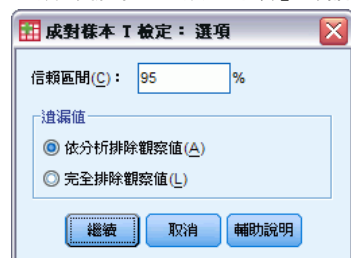 成對樣本 T 檢定：選項
信賴區間(C)： 95 %
遺漏值
依分析排除觀察值(A)
完全排除觀察值(L)
繼續 取消 輔助說明